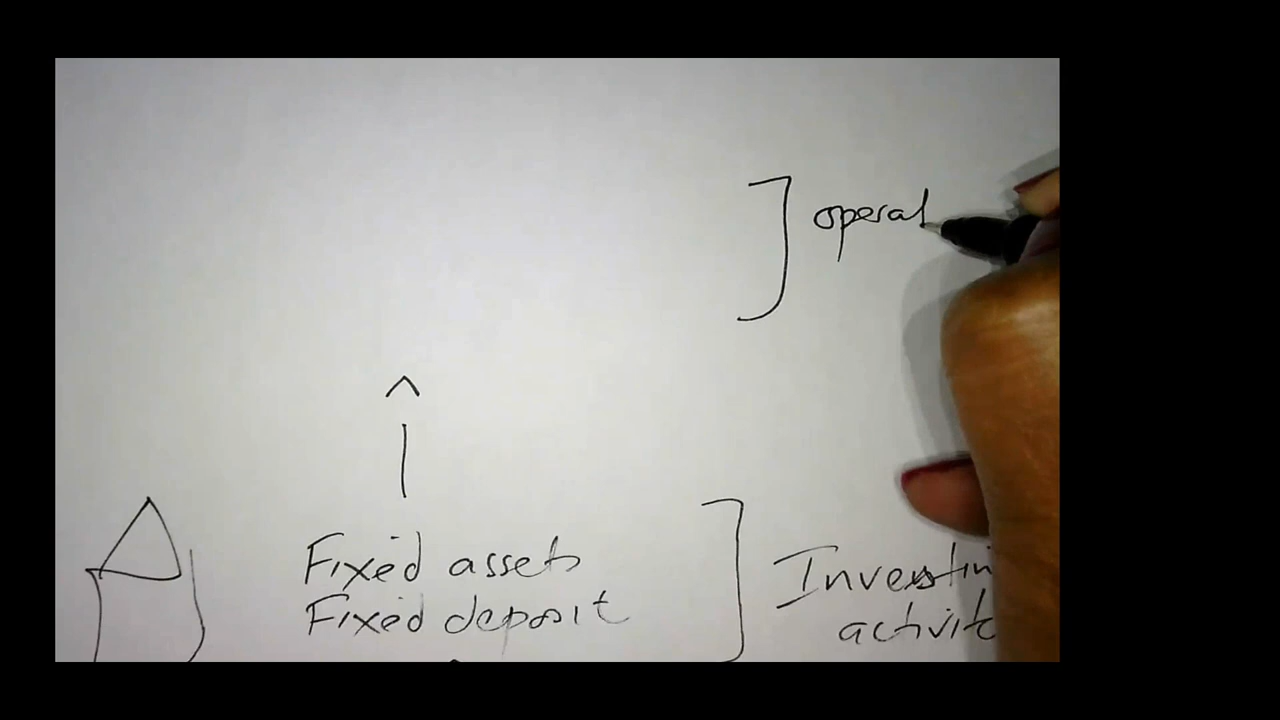 operat
Fixed assets
Fixed deposit
Investin
activit